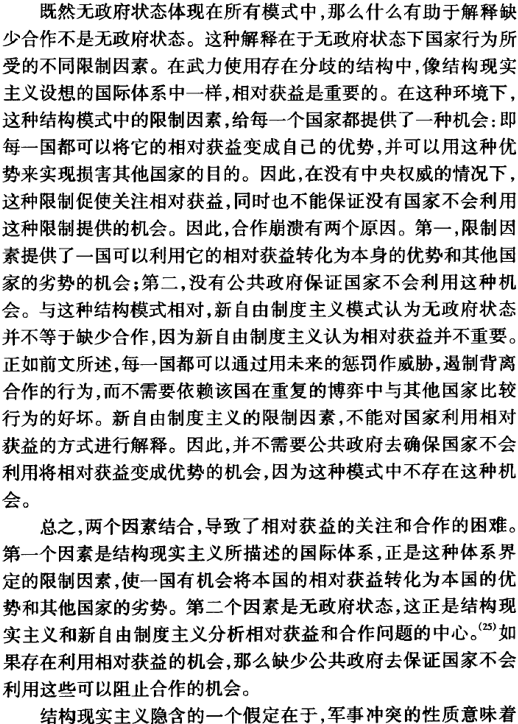 既然无政府状态体现在所有模式中,那么什么有助于解释缺
少合作不是无政府状态。这种解释在于无政府状态下国家行为所
受的不同限制因素。在武力使用存在分歧的结构中,像结构现实
主义设想的国际体系中一样,相对获益是重要的。在这种环境下,
这种结构模式中的限制因素,给每一个国家都提供了一种机会:即
每一国都可以将它的相对获益变成自己的优势,并可以用这种优
势来实现损害其他国家的目的。因此,在没有中央权威的情况下,
这种限制促使关注相对获益,同时也不能保证没有国家不会利用
这种限制提供的机会。因此,合作崩溃有两个原因。第一,限制因
素提供了一国可以利用它的相对获益转化为本身的优势和其他国
家的劣势的机会;第二,没有公共政府保证国家不会利用这种机
会。与这种结构模式相对,新自由制度主义模式认为无政府状态
并不等于缺少合作,因为新自由制度主义认为相对获益并不重要。
正如前文所述,每一国都可以通过用未来的惩罚作威胁,遏制背离
合作的行为,而不需要依赖该国在重复的博弈中与其他国家比较
行为的好坏。新自由制度主义的限制因素,不能对国家利用相对
获益的方式进行解释。因此,并不需要公共政府去确保国家不会
利用将相对获益变成优势的机会,因为这种模式中不存在这种机
会。
总之,两个因素结合,导致了相对获益的关注和合作的困难。
第一个因素是结构现实主义所描述的国际体系,正是这种体系界
定的限制因素,使一国有机会将本国的相对获益转化为本国的优
势和其他国家的劣势。第二个因素是无政府状态,这正是结构现
实主义和新自由制度主义分析相对获益和合作问题的中心。(25)如
果存在利用相对获益的机会,那么缺少公共政府去保证国家不会
利用这些可以阻止合作的机会。
结构现实主义隐含的一个假定在于,军事冲突的性质意味着